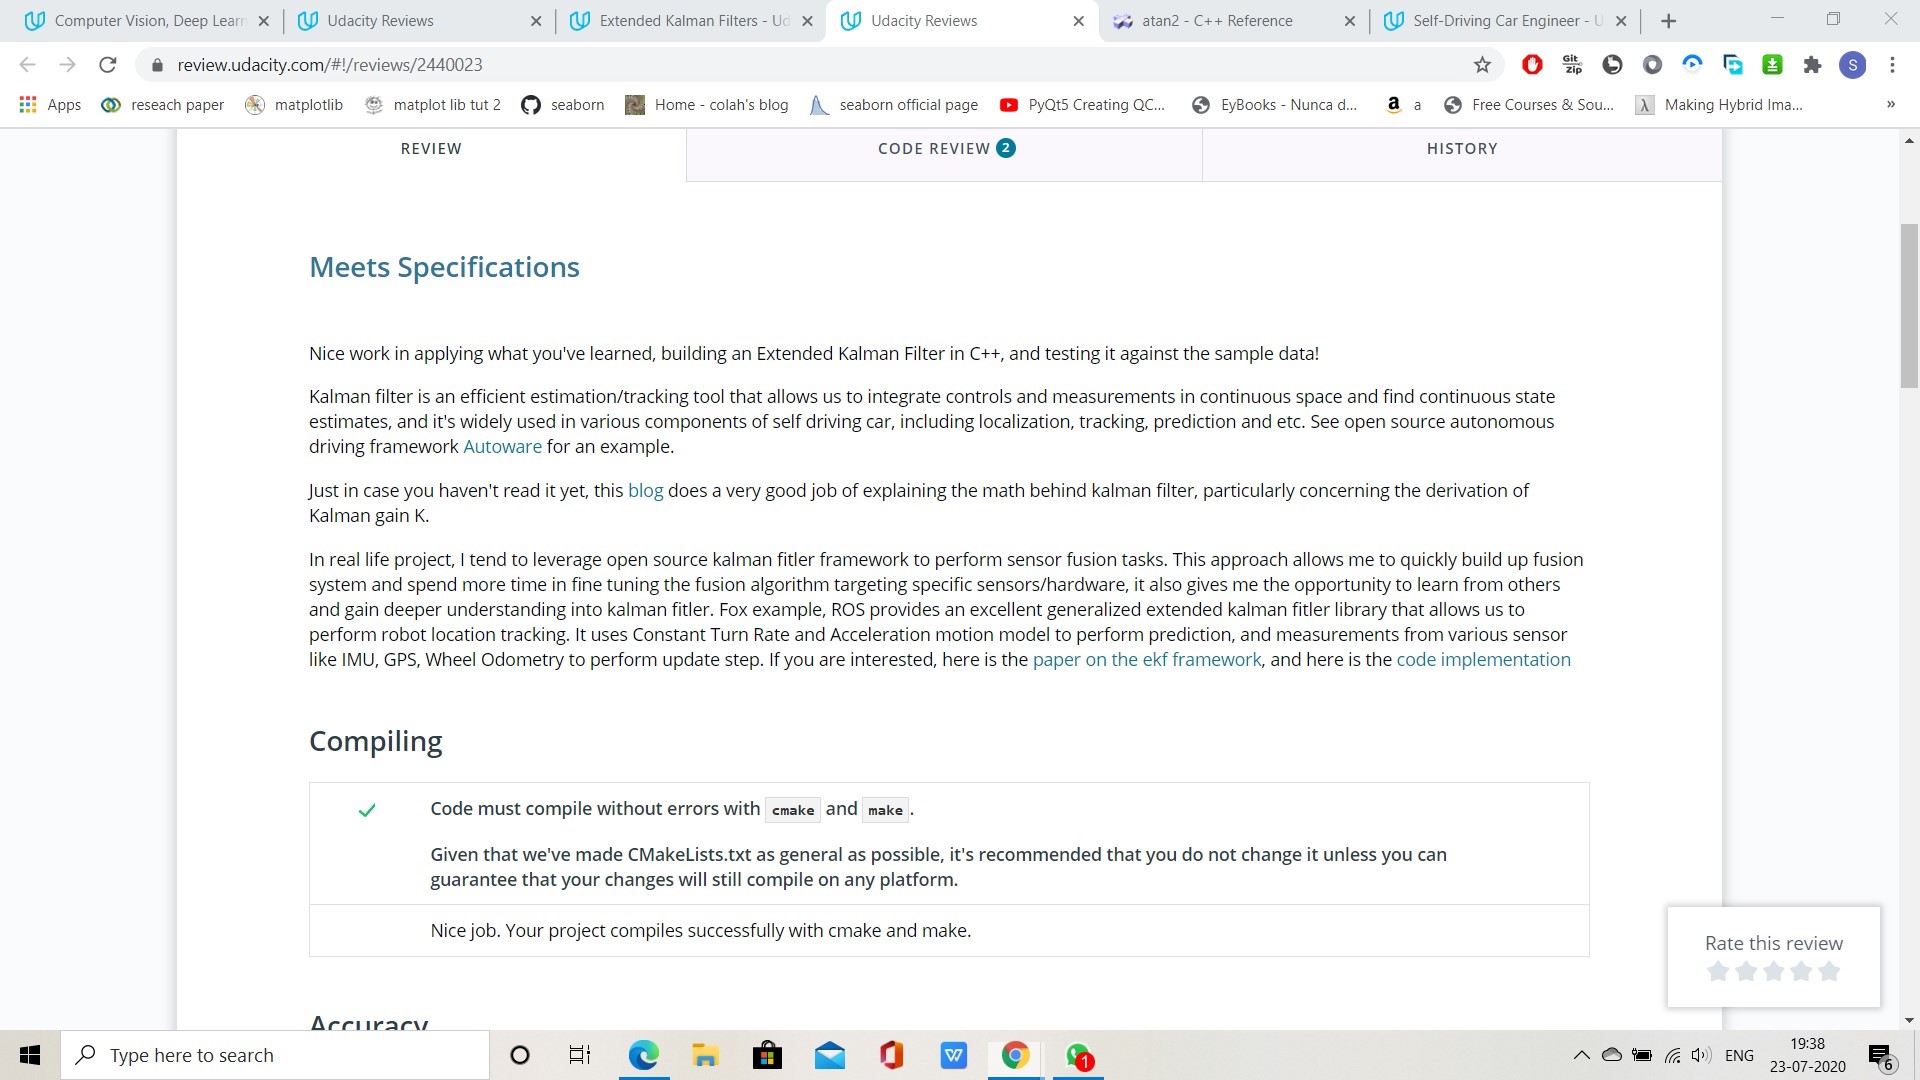 Computer Vision, Deep Learn
Udacity Reviews
Extended Kalman Filters - Ud
Udacity Reviews
atan2 - C++ Reference
Self-Driving Car Engineer - U
review.udacity.com/#!/reviews/2440023
Git
Zip
S
Apps
reseach paper
matplotlib
matplot lib tut 2
seaborn
Home - colah's blog
seaborn official page
PyQt5 Creating QC...
EyBooks - Nunca d...
a
a
Free Courses & Sou...
λ
Making Hybrid Ima...
»
REVIEW
CODE REVIEW 2
HISTORY
Meets Specifications
Nice work in applying what you've learned, building an Extended Kalman Filter in C++, and testing it against the sample data!
Kalman filter is an efficient estimation/tracking tool that allows us to integrate controls and measurements in continuous space and find continuous state
estimates, and it's widely used in various components of self driving car, including localization, tracking, prediction and etc. See open source autonomous
driving framework Autoware for an example.
Just in case you haven't read it yet, this blog does a very good job of explaining the math behind kalman filter, particularly concerning the derivation of
Kalman gain K.
In real life project, I tend to leverage open source kalman fitler framework to perform sensor fusion tasks. This approach allows me to quickly build up fusion
system and spend more time in fine tuning the fusion algorithm targeting specific sensors/hardware, it also gives me the opportunity to learn from others
and gain deeper understanding into kalman fitler. Fox example, ROS provides an excellent generalized extended kalman fitler library that allows us to
perform robot location tracking. It uses Constant Turn Rate and Acceleration motion model to perform prediction, and measurements from various sensor
like IMU, GPS, Wheel Odometry to perform update step. If you are interested, here is the paper on the ekf framework, and here is the code implementation
Compiling
Code must compile without errors with cmake and make.
Given that we've made CMakeLists.txt as general as possible, it's recommended that you do not change it unless you can
guarantee that your changes will still compile on any platform.
Nice job. Your project compiles successfully with cmake and make.
Rate this review
Accuracy
Type here to search
W
1
ENG
19:38
23-07-2020
6